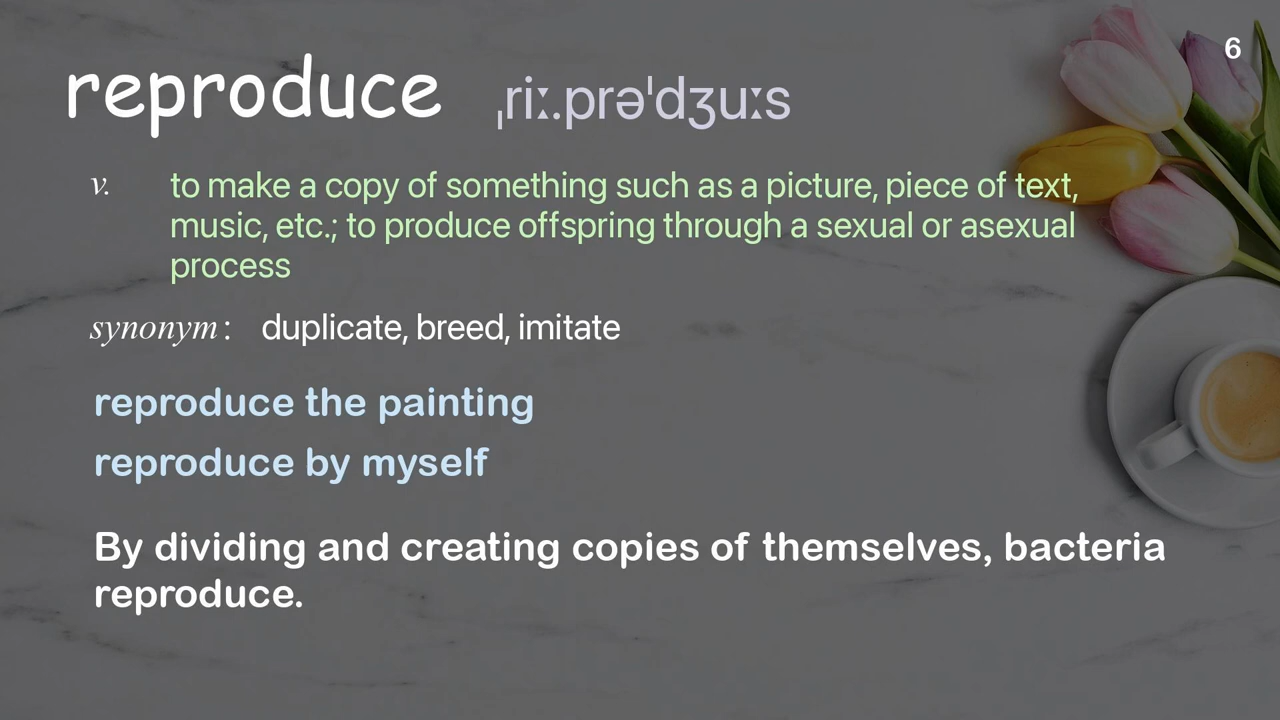 6
reproduce ˌriː.prəˈdʒuːs
v. to make a copy of something such as a picture, piece of text,
music, etc.; to produce offspring through a sexual or asexual
process
synonym: duplicate, breed, imitate
reproduce the painting
reproduce by myself
By dividing and creating copies of themselves, bacteria
reproduce.